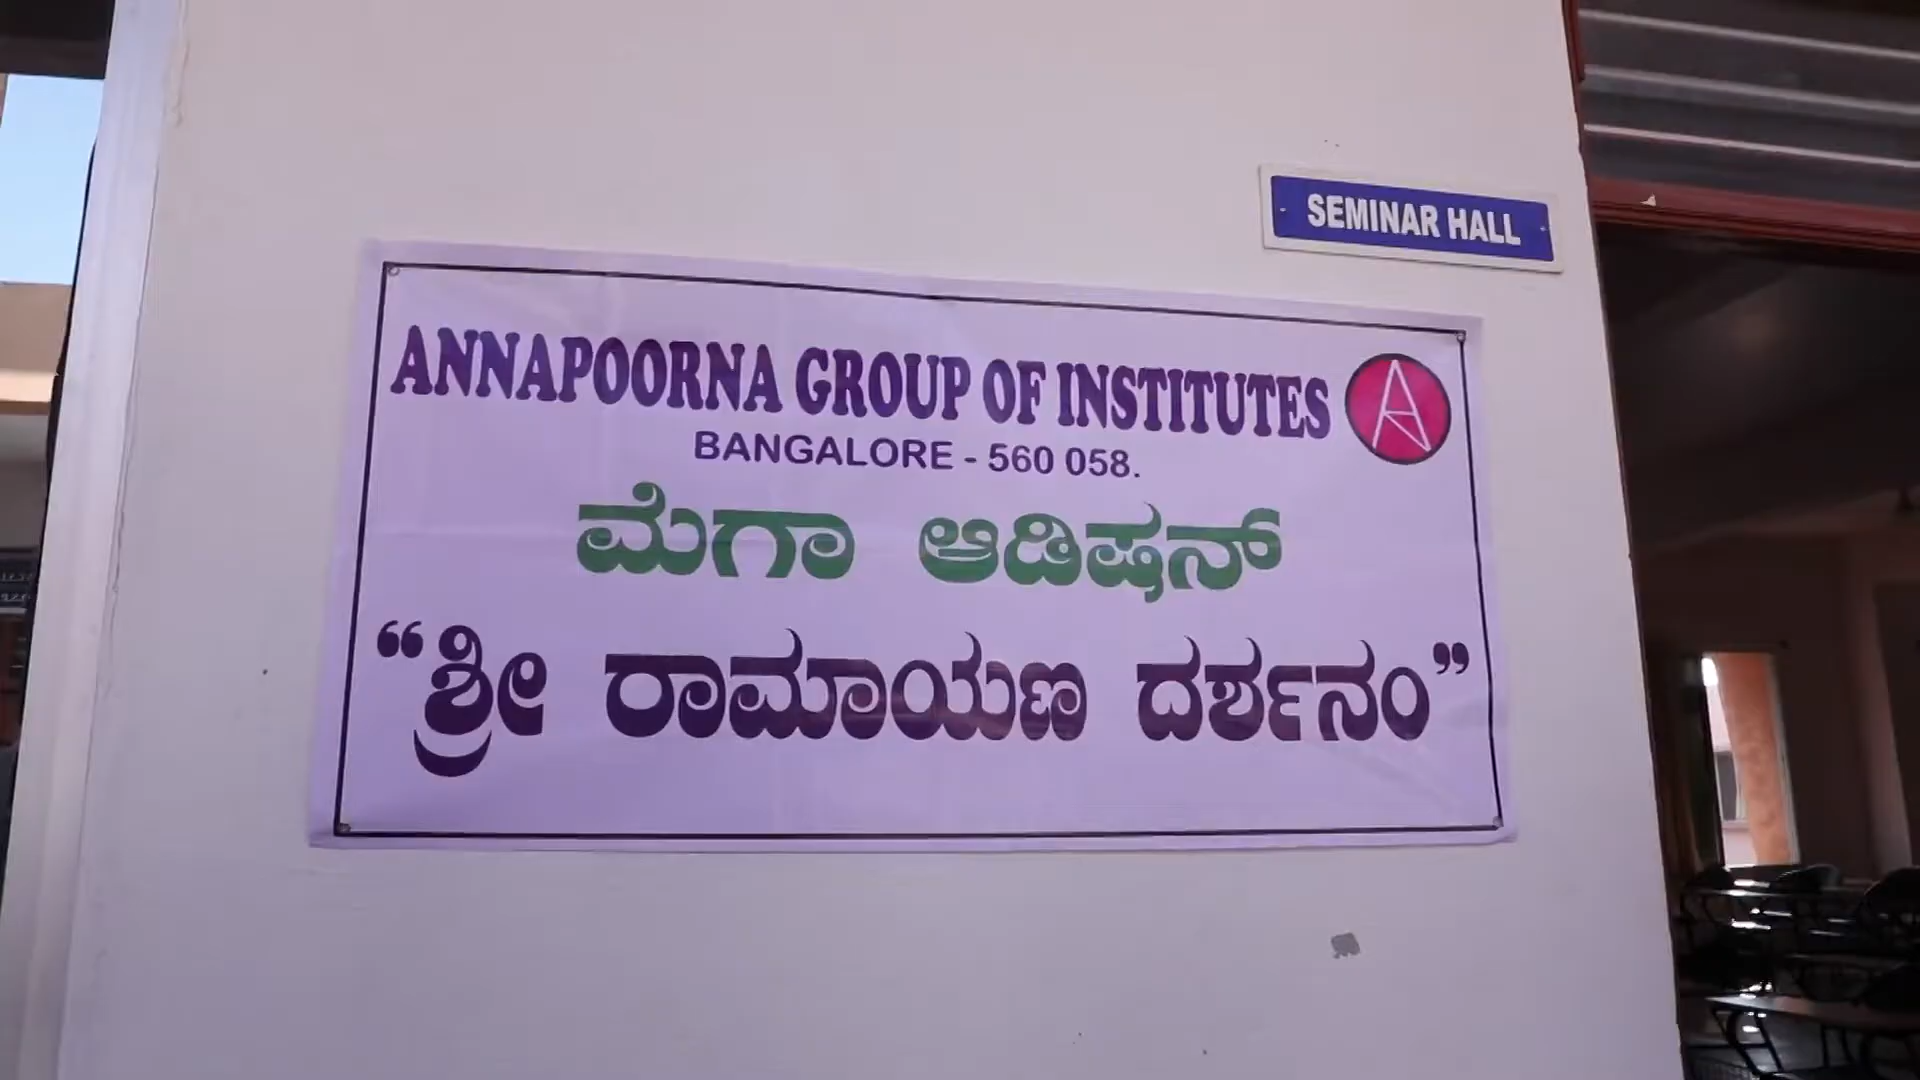 SEMINAR HALL
ANNAPOORNA GROUP OF INSTITUTES
BANGALORE - 560 058.
ಮೆಗಾ ಆಡಿಷನ್
“ಶ್ರೀ ರಾಮಾಯಣ ದರ್ಶನಂ”